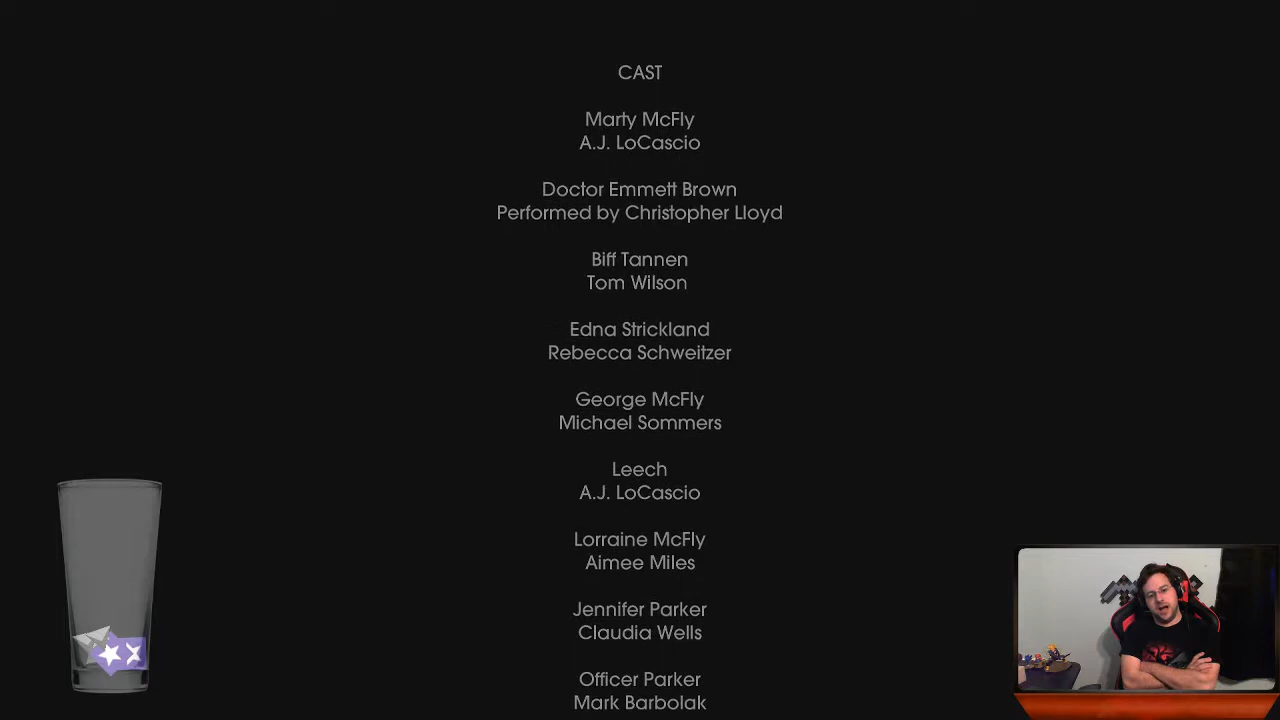 CAST
Marty McFly
A.J. LoCascio
Doctor Emmett Brown
Performed by Christopher Lloyd
Biff Tannen
Tom Wilson
Edna Strickland
Rebecca Schweitzer
George McFly
Michael Sommers
Leech
A.J. LoCascio
Lorraine McFly
Aimee Miles
Jennifer Parker
Claudia Wells
Officer Parker
Mark Barbolak